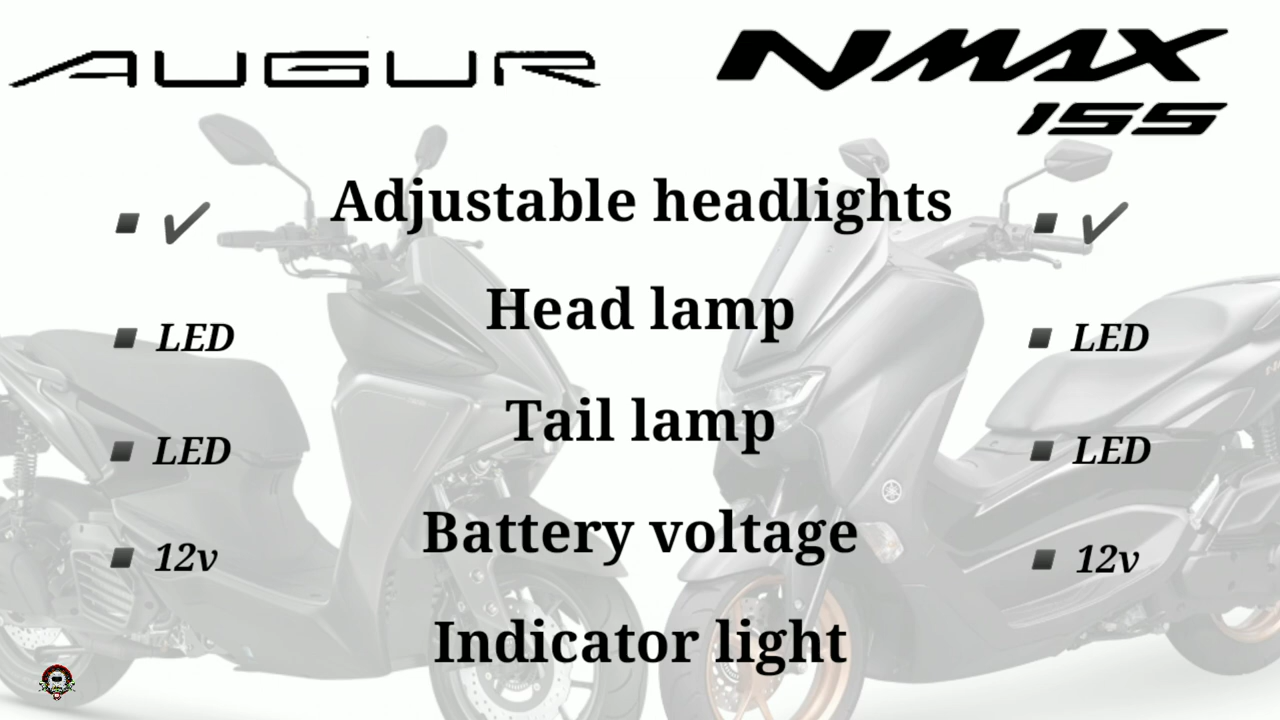 AUGUR
NMAX
155
Adjustable headlights
✔ ✔
Head lamp
LED LED
Tail lamp
LED LED
Battery voltage
12v 12v
Indicator light